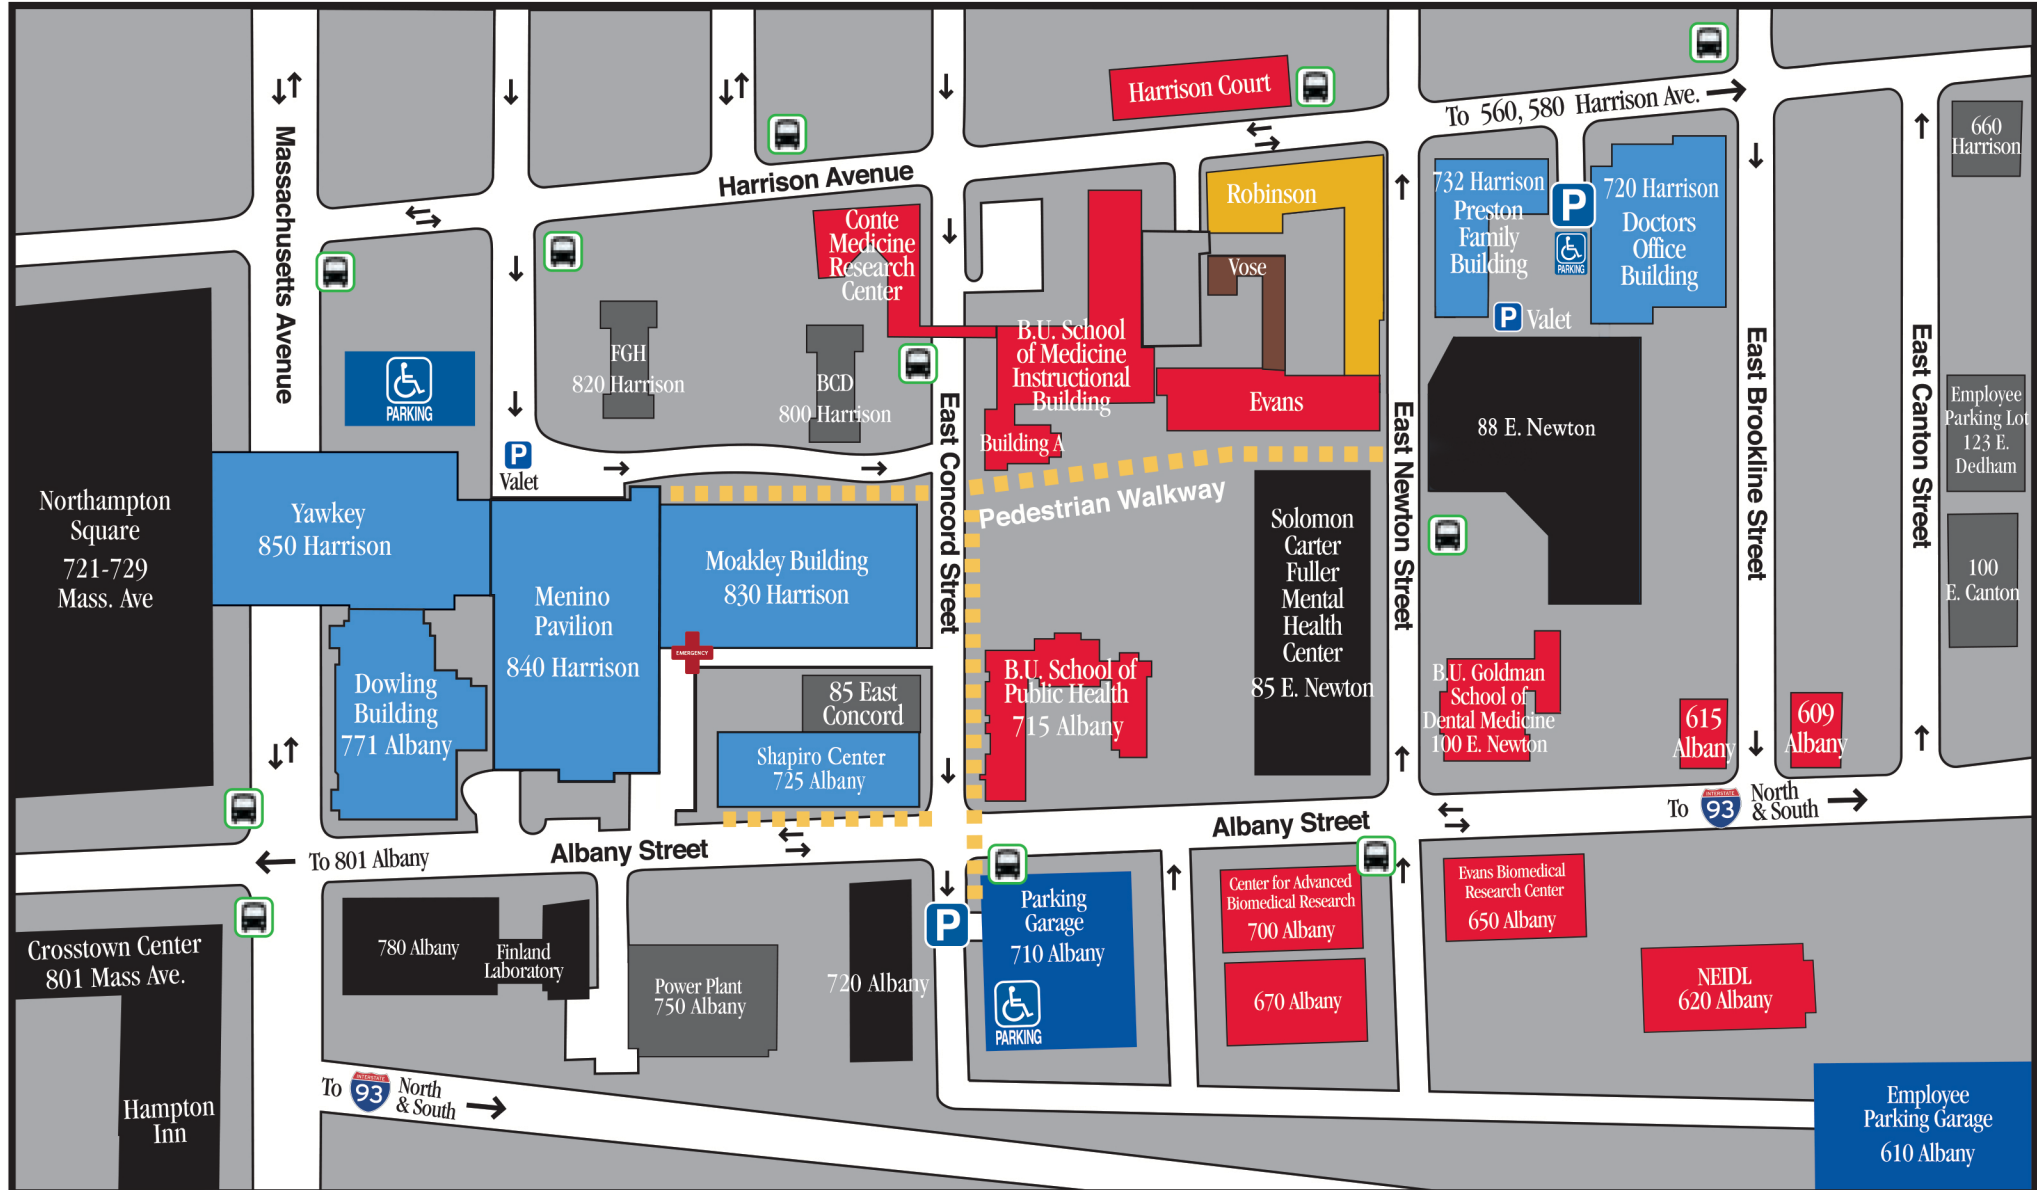 Harrison Court
To 560, 580 Harrison Ave.
660
Harrison
Massachusetts Avenue
Harrison Avenue
Conte
Medicine
Research
Center
Robinson
Vose
732 Harrison
Preston
Family
Building
P
PARKING
720 Harrison
Doctors
Office
Building
P Valet
FGH
820 Harrison
BCD
800 Harrison
B.U. School
of Medicine
Instructional
Building
Building A
Evans
East Concord Street
East Newton Street
88 E. Newton
East Brookline Street
East Canton Street
Employee
Parking Lot
123 E.
Dedham
100
E. Canton
PARKING
P
Valet
Northampton
Square
721-729
Mass. Ave
Yawkey
850 Harrison
Menino
Pavilion
840 Harrison
Moakley Building
830 Harrison
EMERGENCY
Pedestrian Walkway
Solomon
Carter
Fuller
Mental
Health
Center
85 E. Newton
Dowling
Building
771 Albany
85 East
Concord
Shapiro Center
725 Albany
B.U. School of
Public Health
715 Albany
B.U. Goldman
School of
Dental Medicine
100 E. Newton
615
Albany
609
Albany
To INTERSTATE 93 North
& South
Albany Street
Albany Street
To 801 Albany
Crosstown Center
801 Mass Ave.
Hampton
Inn
780 Albany
Finland
Laboratory
Power Plant
750 Albany
720 Albany
P
Parking
Garage
710 Albany
PARKING
Center for Advanced
Biomedical Research
700 Albany
670 Albany
Evans Biomedical
Research Center
650 Albany
NEIDL
620 Albany
To INTERSTATE 93 North
& South
Employee
Parking Garage
610 Albany